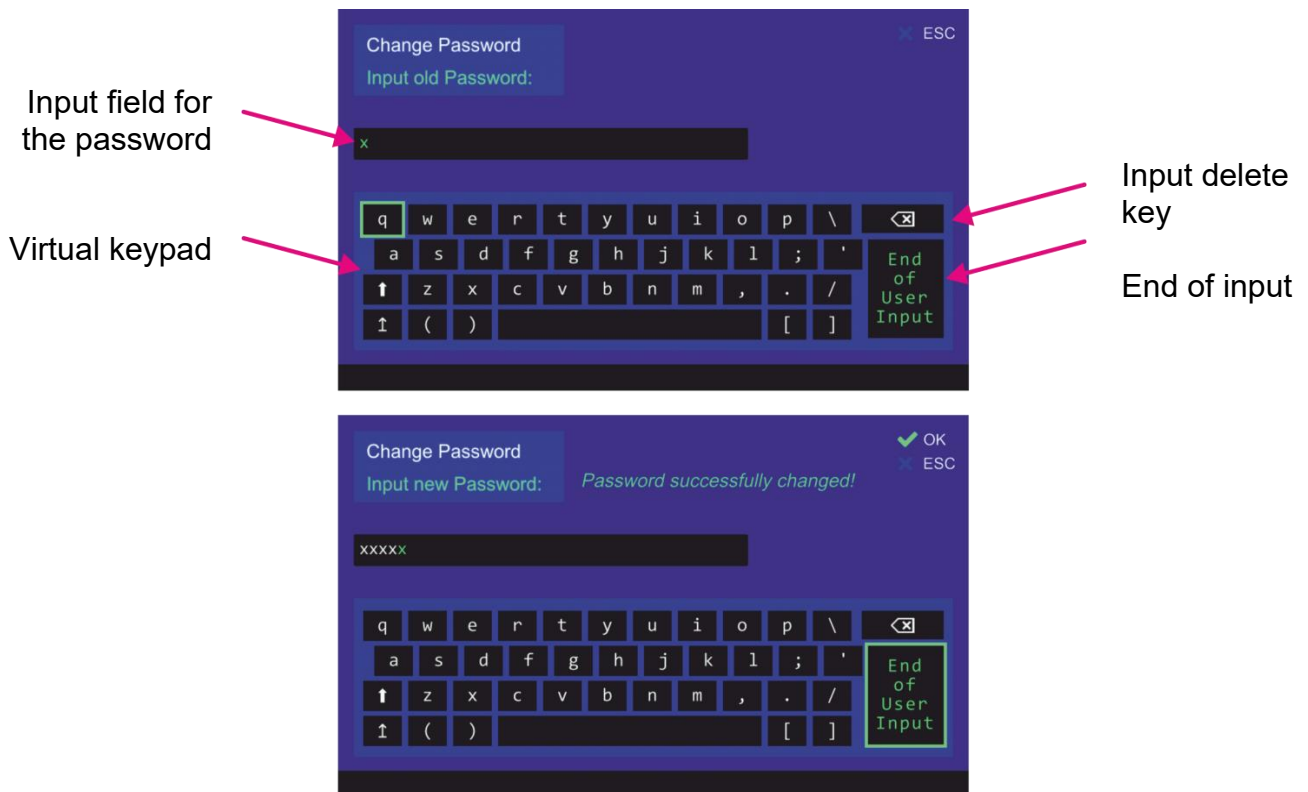 Change Password
ESC
Input old Password:
Input field for
the password
x
Input delete
key
q w e r t y u i o p \
Virtual keypad
a s d f g h j k l ; '
End
of
User
Input
End of input
z x c v b n m , . /
( ) [ ]
Change Password
OK
Input new Password:
Password successfully changed!
ESC
xxxxx
q w e r t y u i o p \
a s d f g h j k l ; '
End
of
User
Input
z x c v b n m , . /
( ) [ ]